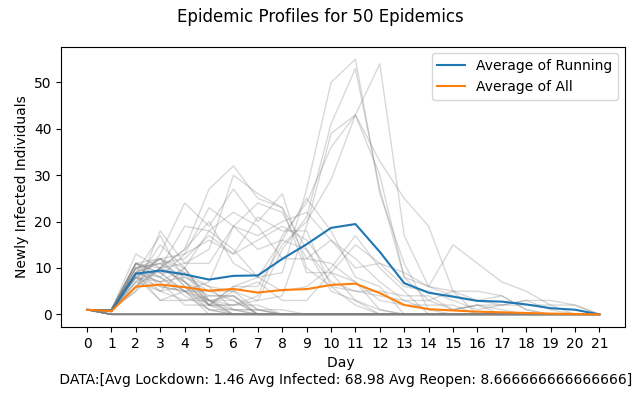 Epidemic Profiles for 50 Epidemics
Average of Running
Average of All
Newly Infected Individuals
50
40
30
20
10
0
0 1 2 3 4 5 6 7 8 9 10 11 12 13 14 15 16 17 18 19 20 21
Day
DATA:[Avg Lockdown: 1.46 Avg Infected: 68.98 Avg Reopen: 8.666666666666666]